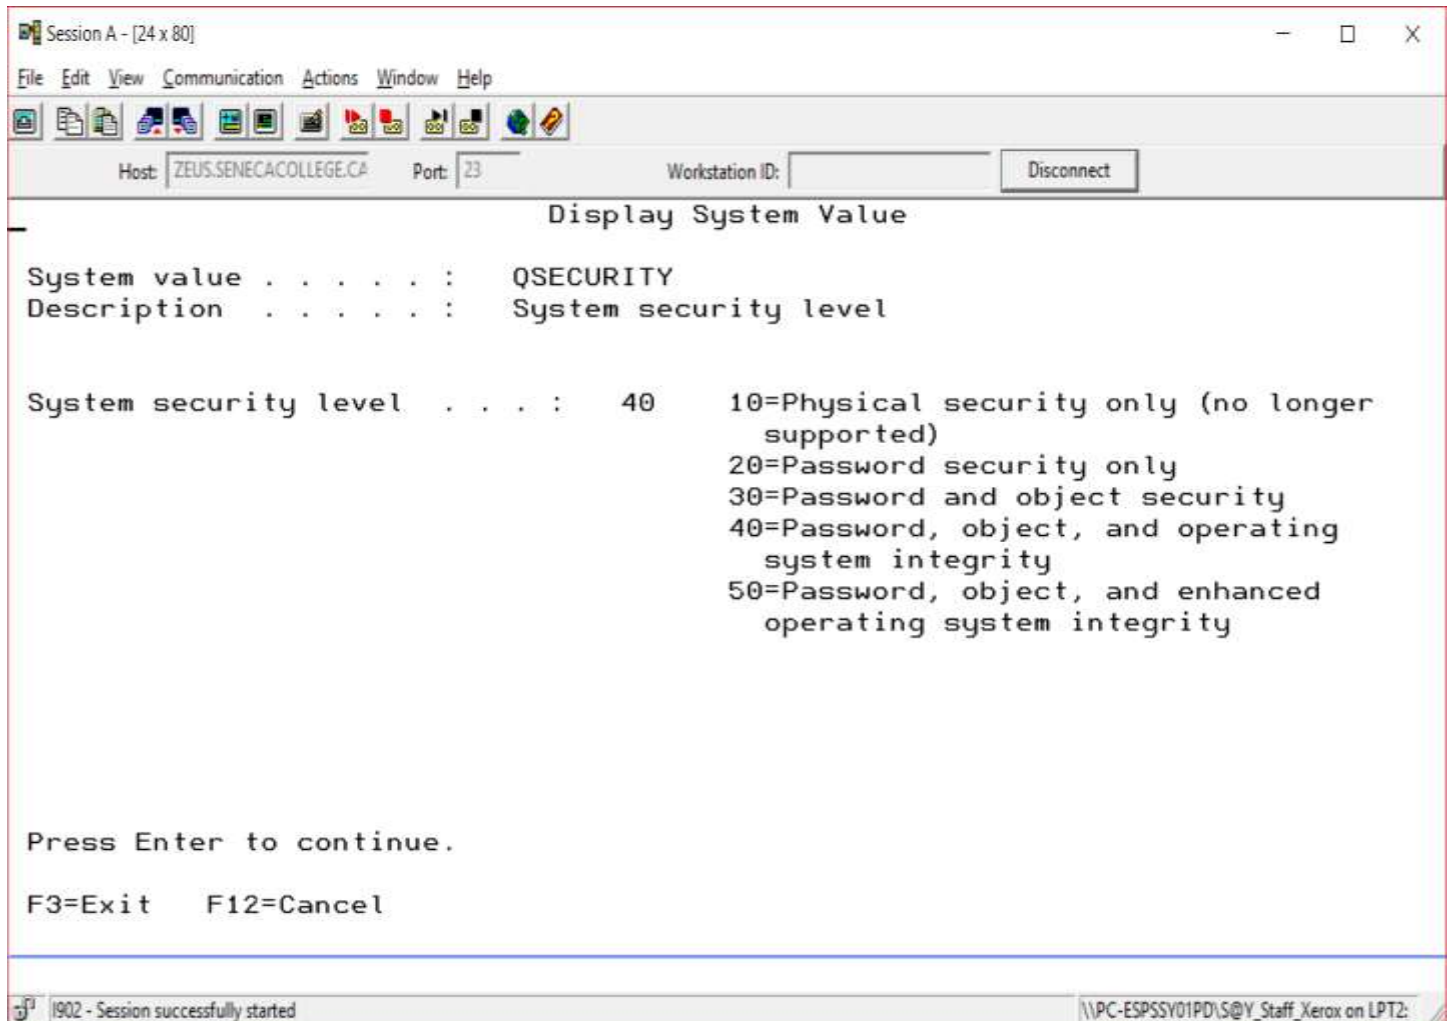 Session A - [24 x 80]
File Edit View Communication Actions Window Help
Host: ZEUS.SENECACOLLEGE.CA Port: 23 Workstation ID: Disconnect
Display System Value
System value . . . . . : QSECURITY
Description . . . . . : System security level
System security level . . . : 40 10=Physical security only (no longer
supported)
20=Password security only
30=Password and object security
40=Password, object, and operating
system integrity
50=Password, object, and enhanced
operating system integrity
Press Enter to continue.
F3=Exit F12=Cancel
I902 - Session successfully started \\PC-ESPSSY01PD\S@Y_Staff_Xerox on LPT2: